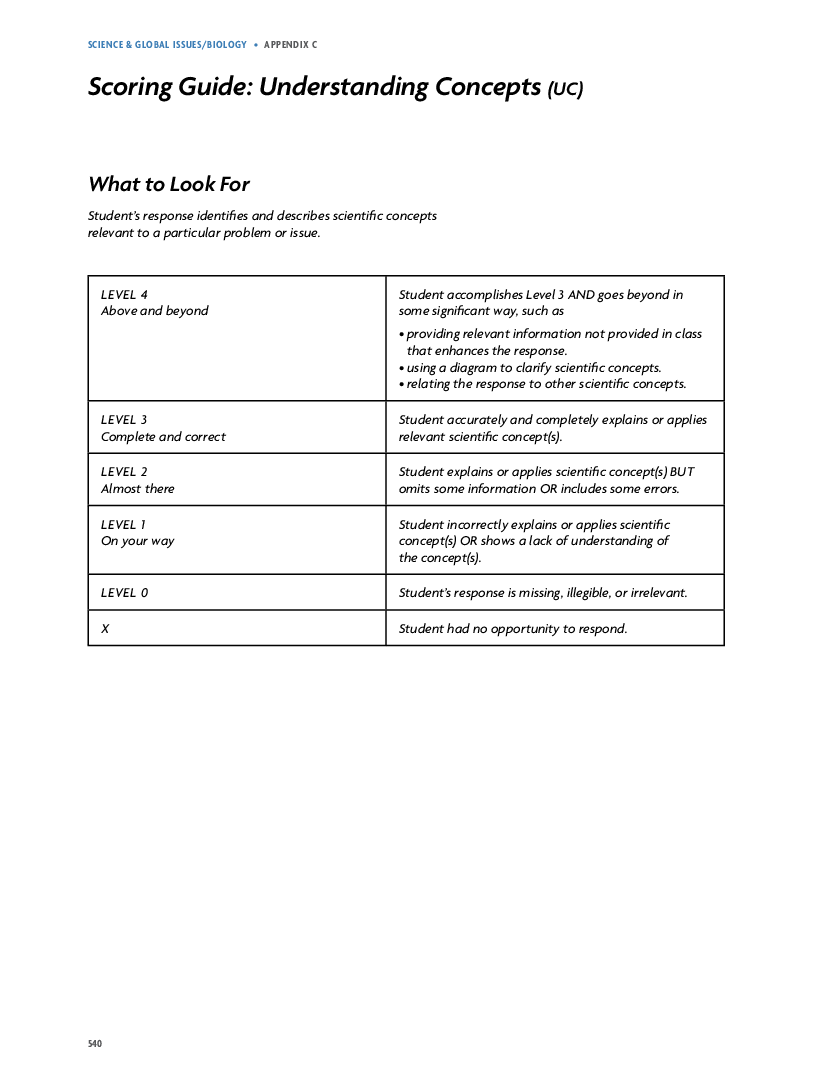 SCIENCE & GLOBAL ISSUES/BIOLOGY • APPENDIX C
Scoring Guide: Understanding Concepts (UC)
What to Look For
Student's response identifies and describes scientific concepts
relevant to a particular problem or issue.
LEVEL 4
Above and beyond
Student accomplishes Level 3 AND goes beyond in
some significant way, such as
• providing relevant information not provided in class
that enhances the response.
• using a diagram to clarify scientific concepts.
• relating the response to other scientific concepts.
LEVEL 3
Complete and correct
Student accurately and completely explains or applies
relevant scientific concept(s).
LEVEL 2
Almost there
Student explains or applies scientific concept(s) BUT
omits some information OR includes some errors.
LEVEL 1
On your way
Student incorrectly explains or applies scientific
concept(s) OR shows a lack of understanding of
the concept(s).
LEVEL 0
Student's response is missing, illegible, or irrelevant.
X
Student had no opportunity to respond.
540